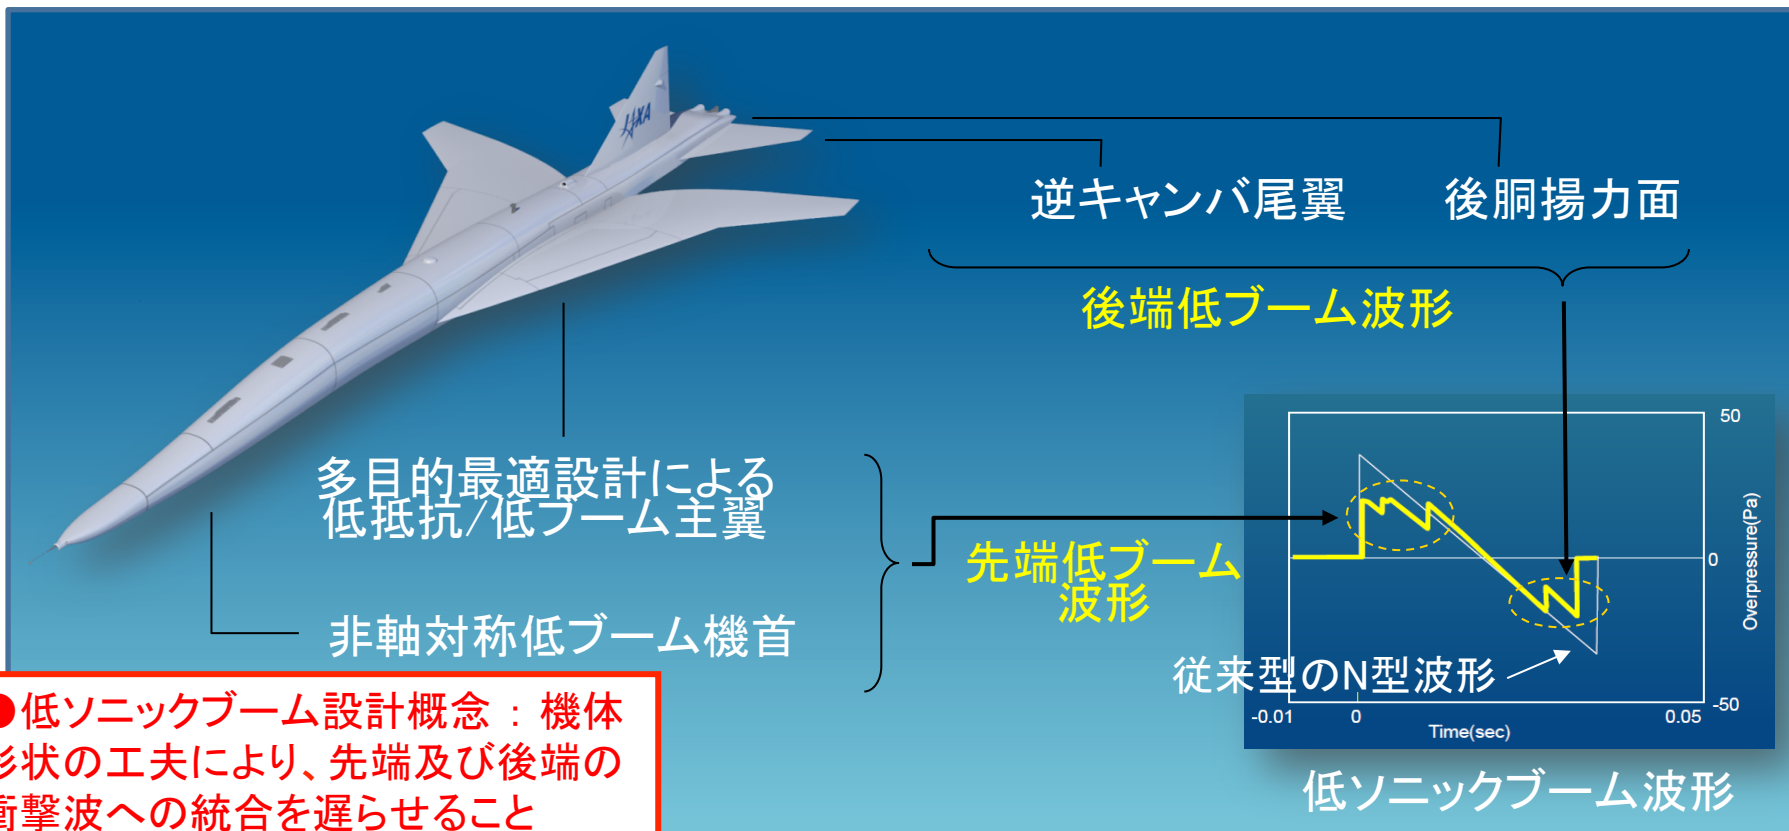 JAXA
逆キャンバ尾翼
後胴揚力面
後端低ブーム波形
多目的最適設計による
低抵抗/低ブーム主翼
先端低ブーム
波形
非軸対称低ブーム機首
50
0
-50
Overpressure(Pa)
従来型のN型波形
-0.01
0
0.05
Time(sec)
低ソニックブーム波形
●低ソニックブーム設計概念：機体
形状の工夫により、先端及び後端の
衝撃波への統合を遅らせること